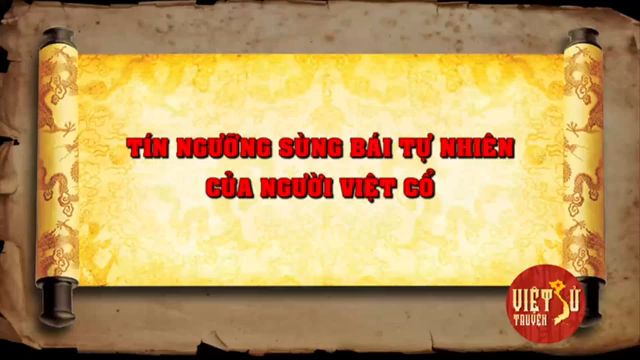 TÍN NGƯỠNG SÙNG BÁI TỰ NHIÊN
CỦA NGƯỜI VIỆT CỔ
VIỆT SỬ
TRUYỆN